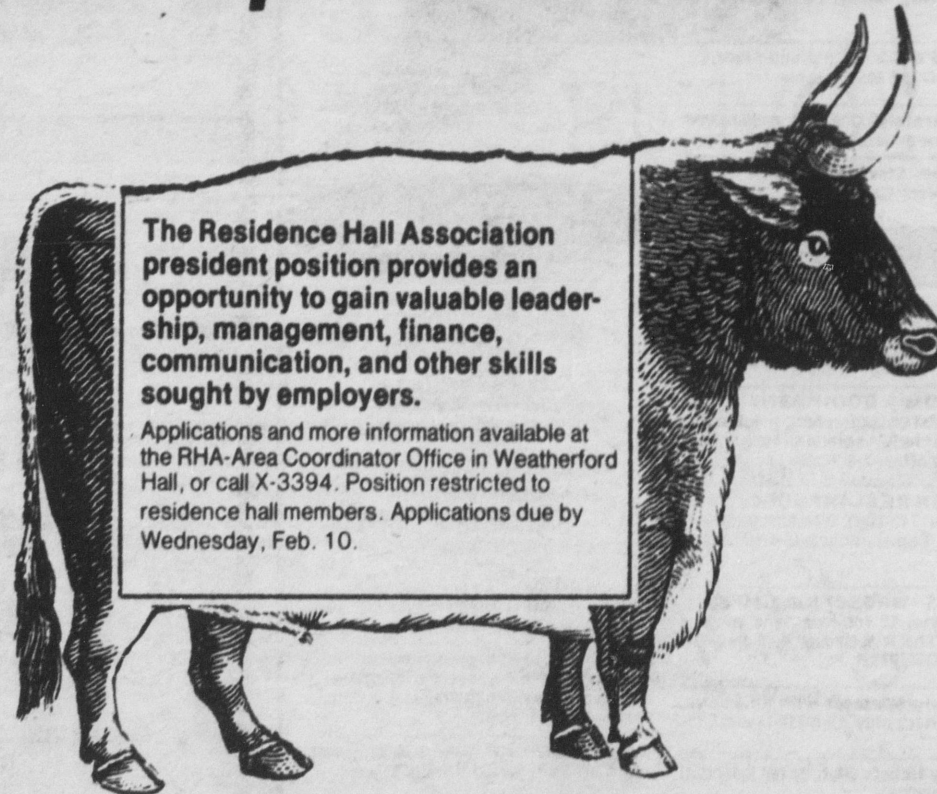 The Residence Hall Association
president position provides an
opportunity to gain valuable leader-
ship, management, finance,
communication, and other skills
sought by employers.
Applications and more information available at
the RHA-Area Coordinator Office in Weatherford
Hall, or call X-3394. Position restricted to
residence hall members. Applications due by
Wednesday, Feb. 10.